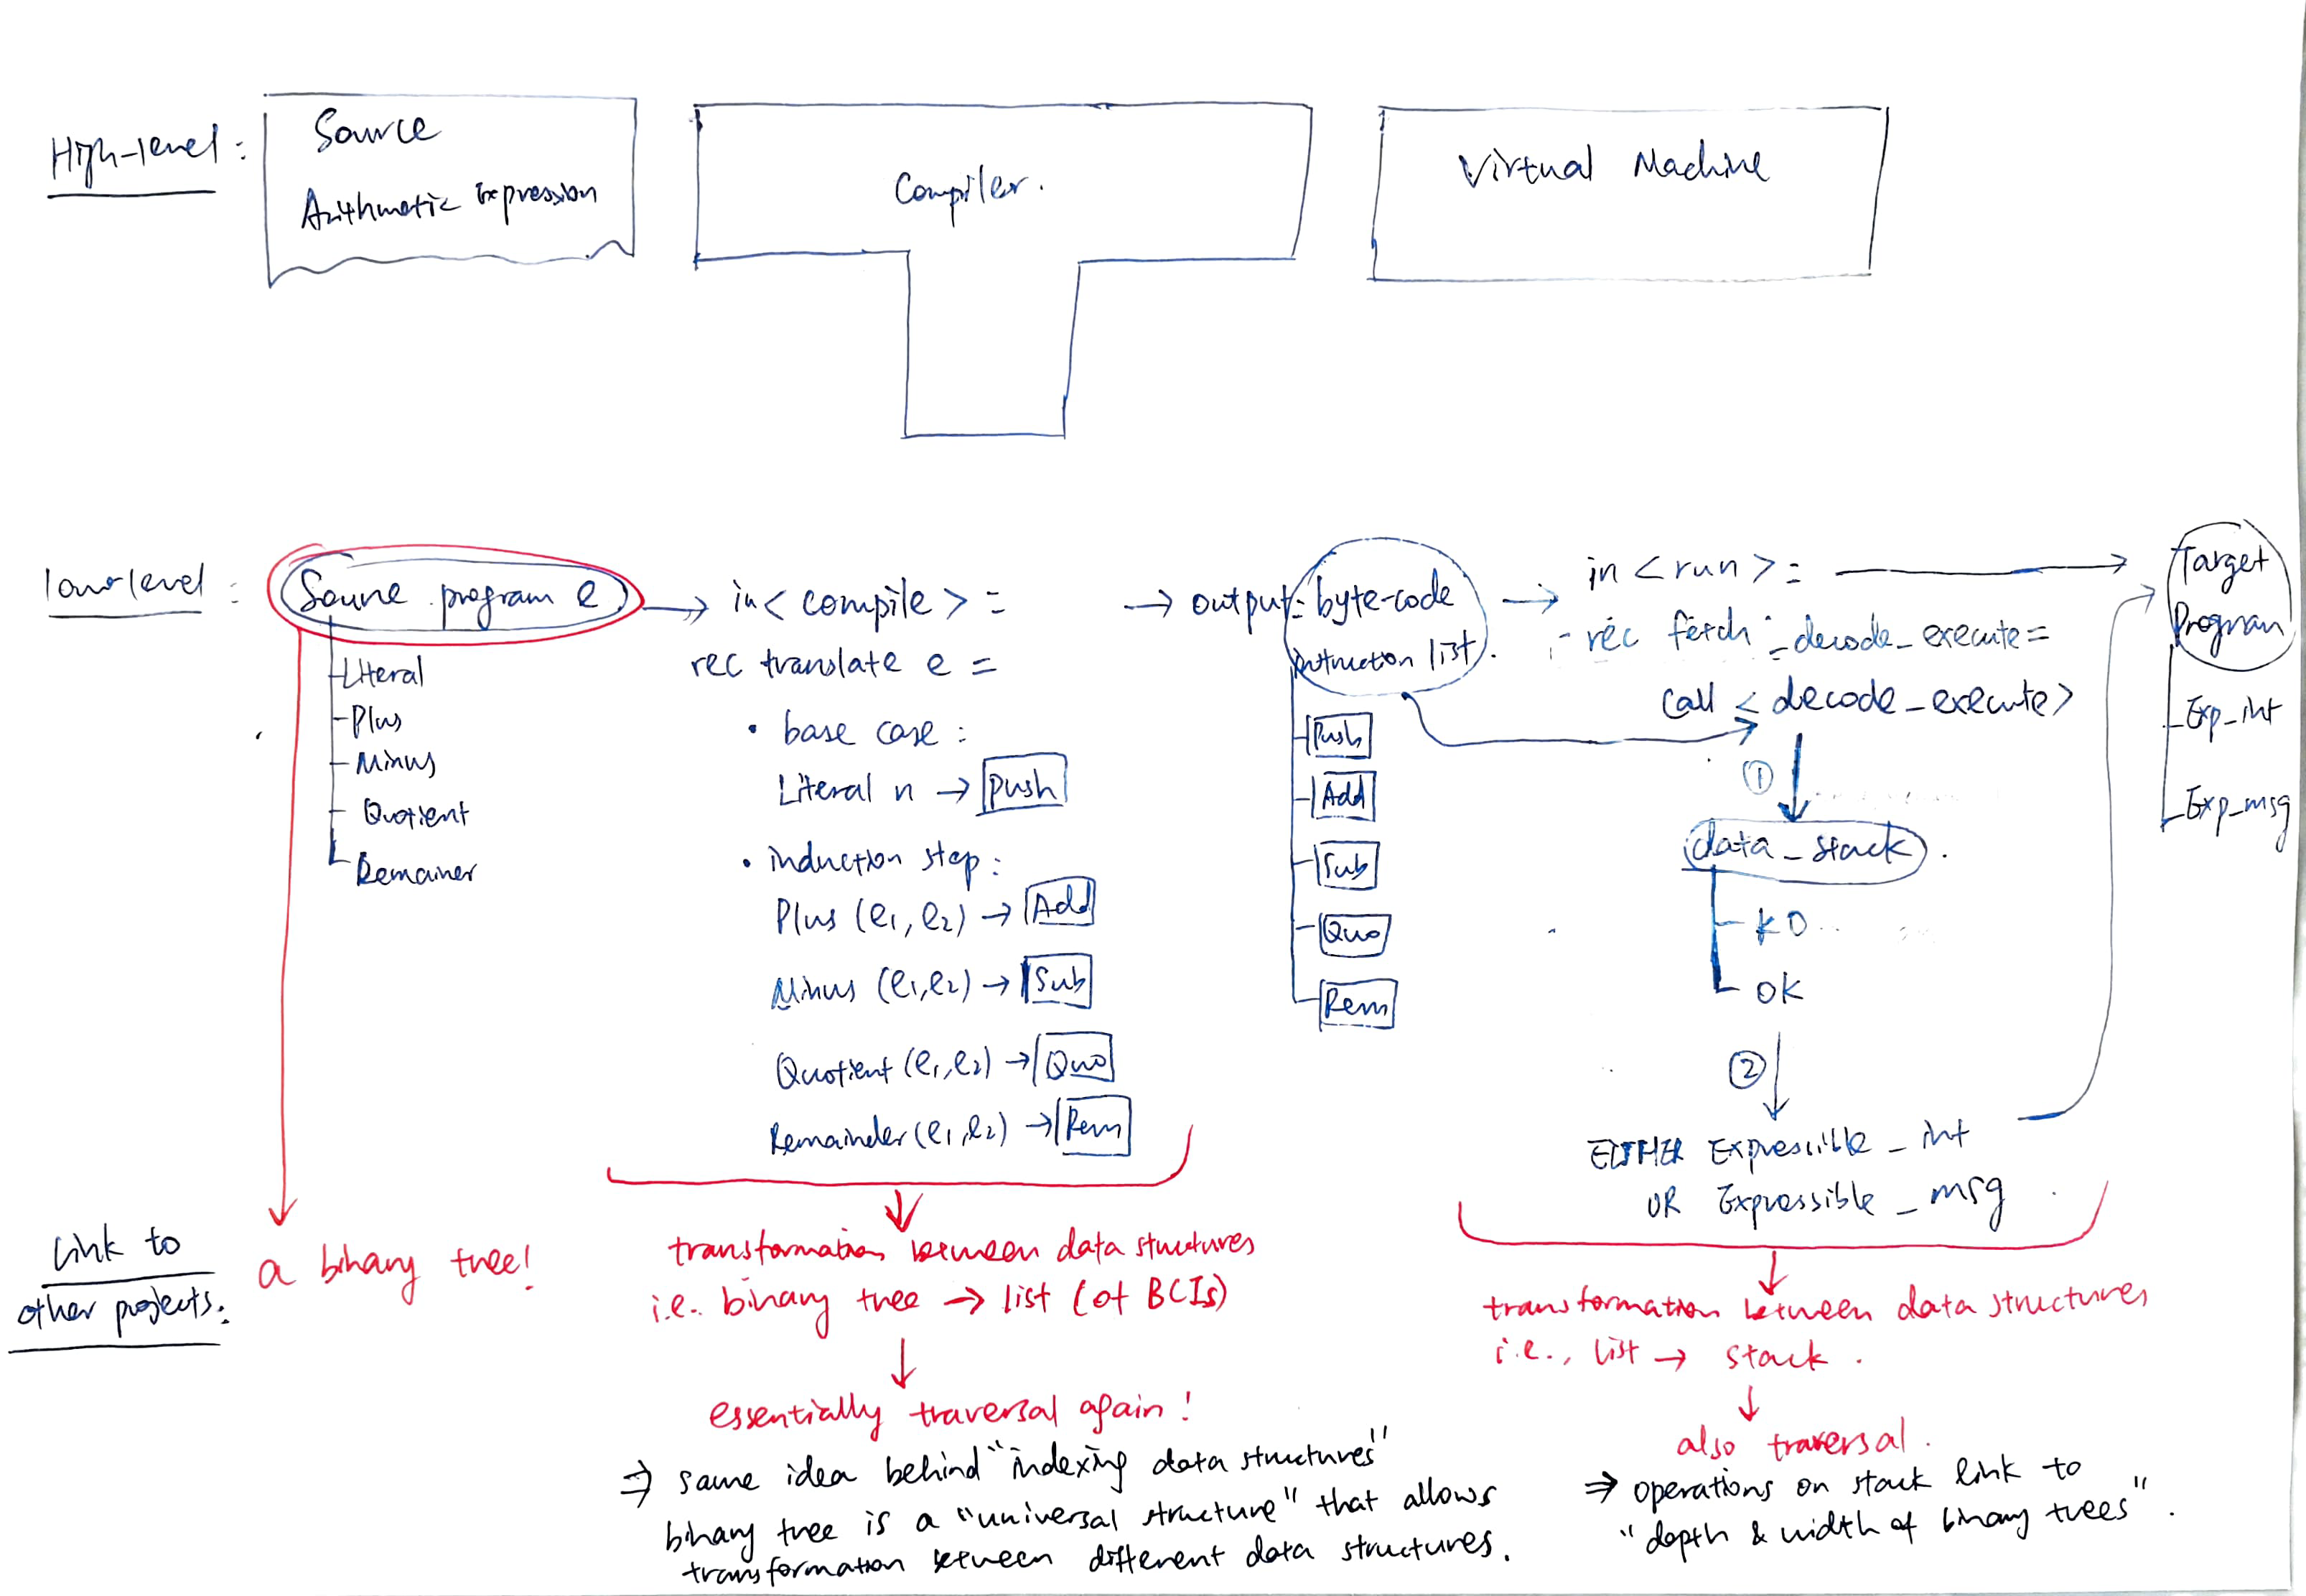 High-level :
Source
Arithmetic Expression
Compiler.
Virtual Machine
low-level :
Source program e
Literal
Plus
Minus
Quotient
Remainer
in < compile > =
rec translate e =
• base case :
Literal n → Push
• induction step :
Plus (e1, e2) → Add
Minus (e1, e2) → Sub
Quotient (e1, e2) → Quo
Remainder (e1, e2) → Rem
→ output: byte-code
instruction list.
Push
Add
Sub
Quo
Rem
→ in < run > =
rec fetch_decode_execute =
call < decode_execute >
①
data_stack.
KO
OK
②
EITHER Expressible_int
OR Expressible_msg
Target
Program
Exp_int
Exp_msg
Link to
other projects:
a binary tree!
transformation between data structures
i.e. binary tree → list (of BCIs)
essentially traversal again!
⇒ same idea behind "indexing data structures"
binary tree is a "universal structure" that allows
transformation between different data structures.
transformation between data structures
i.e., list → stack.
also traversal.
⇒ operations on stack link to
"depth & width of binary trees".